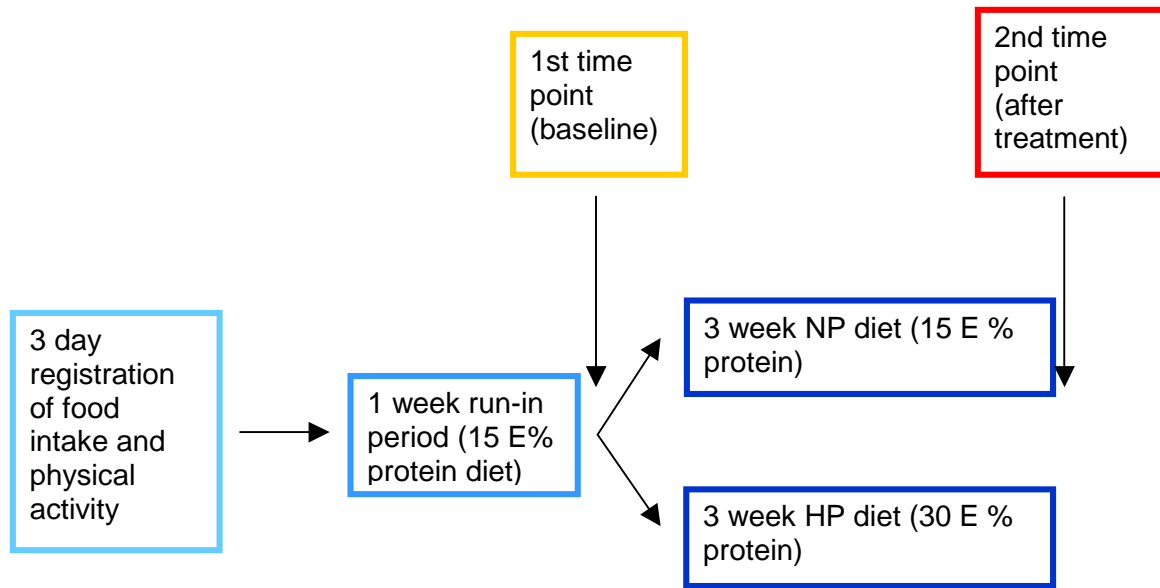 1st time
point
(baseline)
2nd time
point
(after
treatment)
3 day
registration
of food
intake and
physical
activity
1 week run-in
period (15 E%
protein diet)
3 week NP diet (15 E %
protein)
3 week HP diet (30 E %
protein)